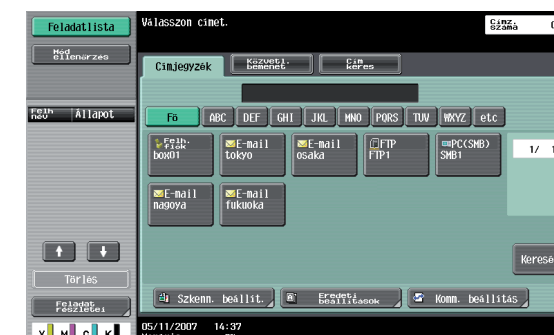 Feladatlista
Válasszon címet.
Címz. száma
Mód ellenőrzés
Címjegyzék
Közvetl. bemenet
Cím keres
Felh név
Állapot
Fő
ABC
DEF
GHI
JKL
MNO
PQRS
TUV
WXYZ
etc
Felh. fiók
box01
E-mail
tokyo
E-mail
osaka
FTP
FTP1
PC(SMB)
SMB1
1/ 1
E-mail
nagoya
E-mail
fukuoka
Keresé
Törlés
Feladat részletei
Szkenn. beállít.
Eredeti beállítások
Komm. beállítás
05/11/2007 14:37
Y M C K